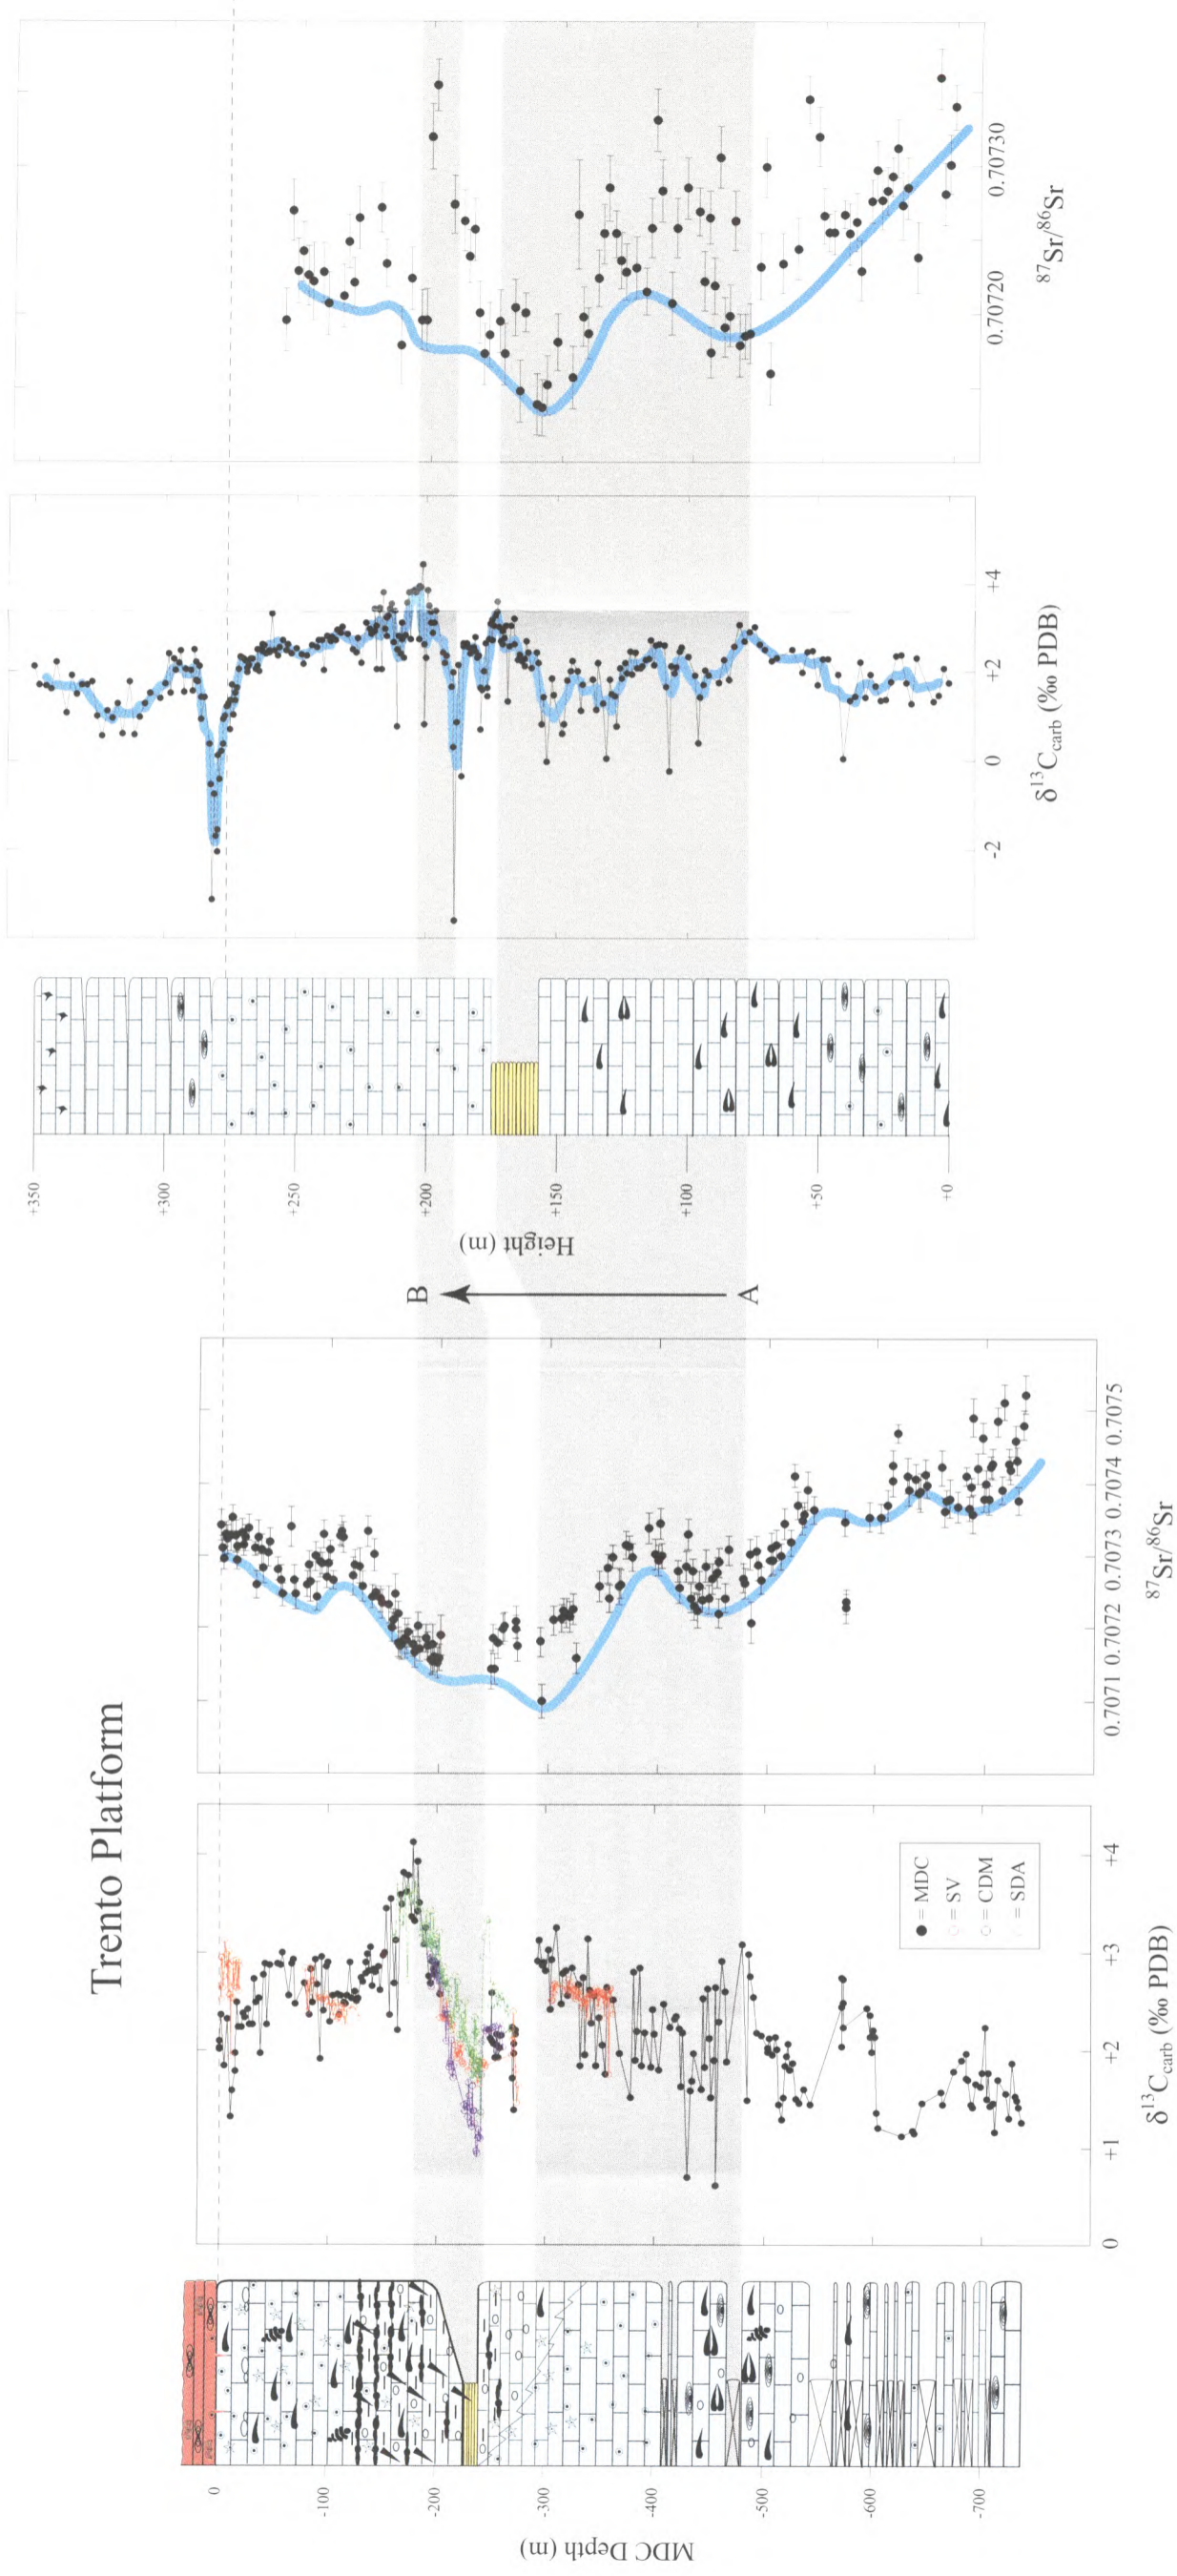 Trento Platform
MDC Depth (m)
0
-100
-200
-300
-400
-500
-600
-700
0
+1
+2
+3
+4
δ13Ccarb (‰ PDB)
= MDC
= SV
= CDM
= SDA
0.7071
0.7072
0.7073
0.7074
0.7075
87Sr/86Sr
A
B
Height (m)
+350
+300
+250
+200
+150
+100
+50
+0
-2
0
+2
+4
δ13Ccarb (‰ PDB)
0.70720
0.70730
87Sr/86Sr